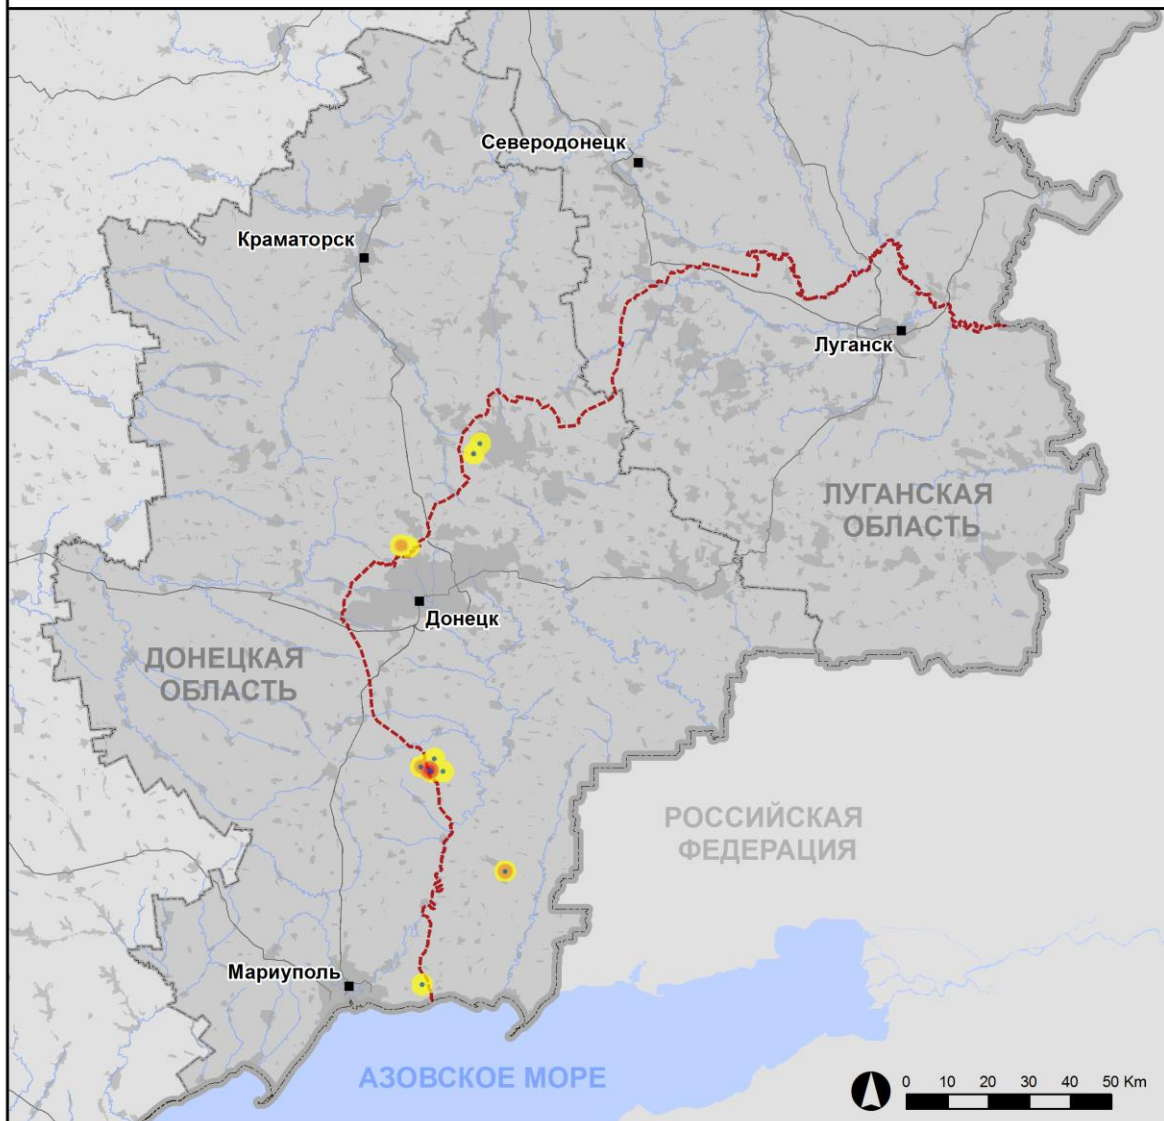 Северодонецк
Краматорск
Луганск
ЛУГАНСКАЯ
ОБЛАСТЬ
Донецк
ДОНЕЦКАЯ
ОБЛАСТЬ
РОССИЙСКАЯ
ФЕДЕРАЦИЯ
Мариуполь
АЗОВСКОЕ МОРЕ
0 10 20 30 40 50 Km